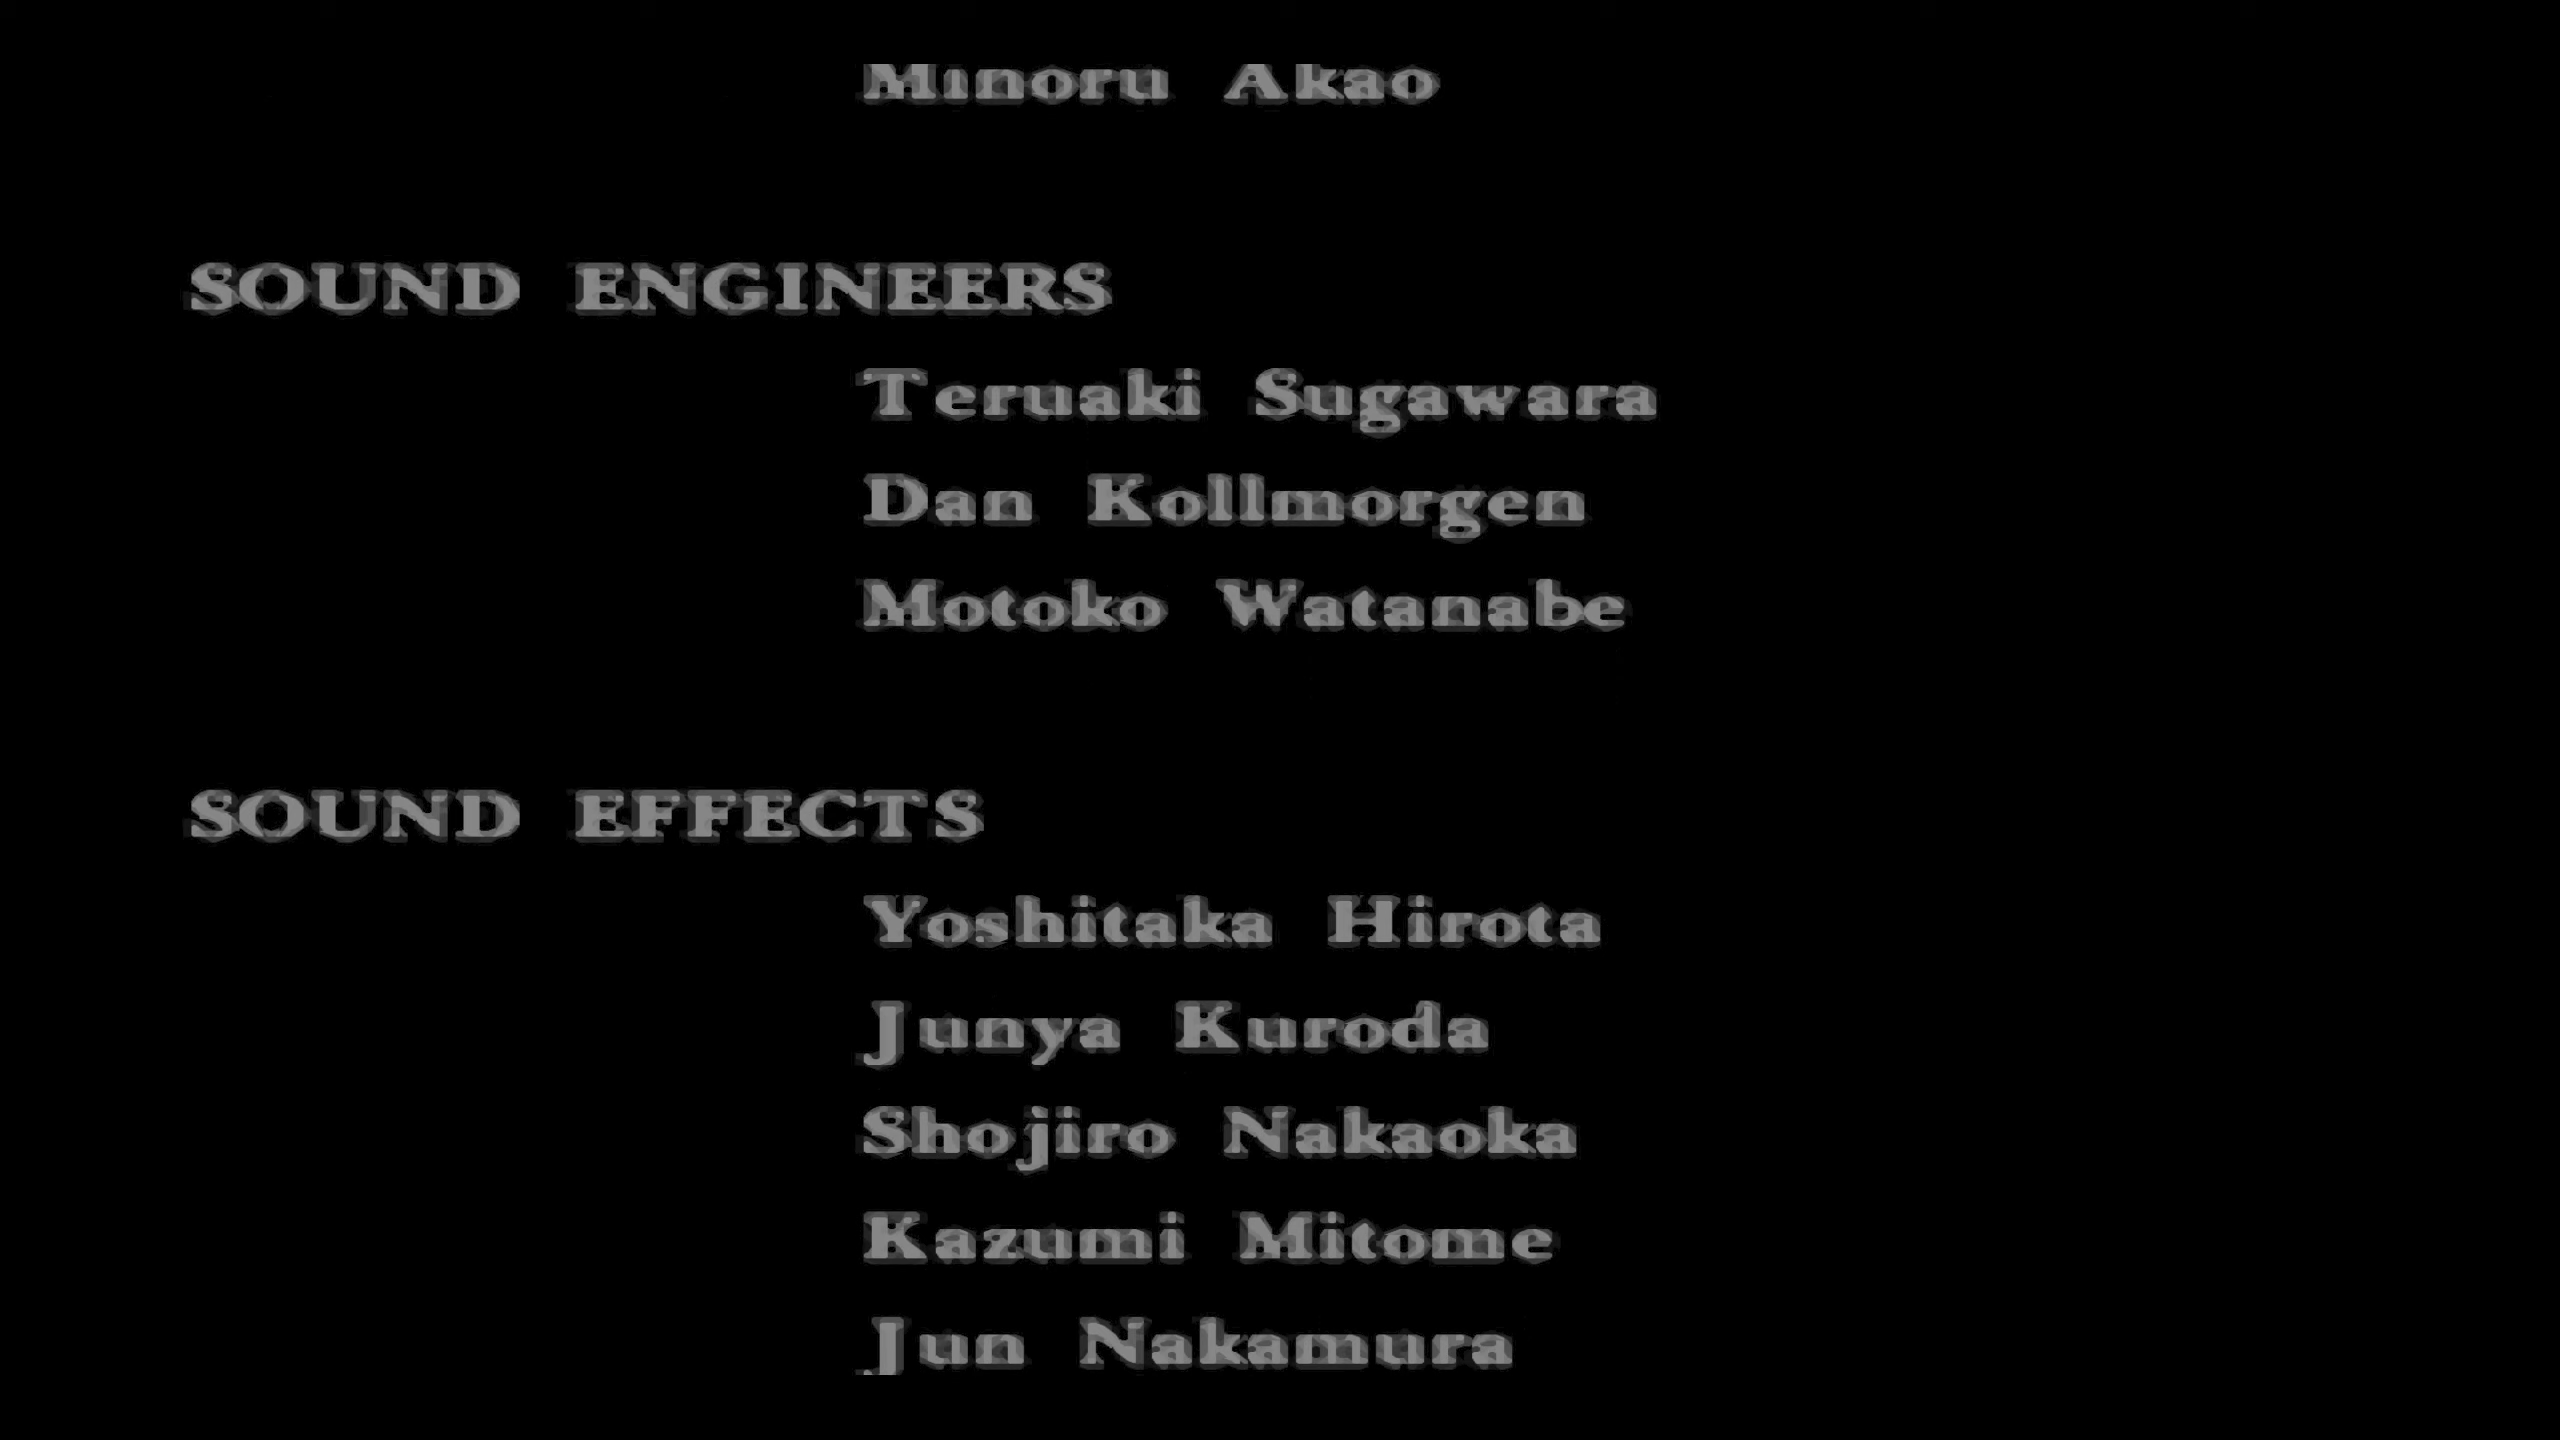 Minoru Akao
SOUND ENGINEERS
Teruaki Sugawara
Dan Kollmorgen
Motoko Watanabe
SOUND EFFECTS
Yoshitaka Hirota
Junya Kuroda
Shojiro Nakaoka
Kazumi Mitome
Jun Nakamura